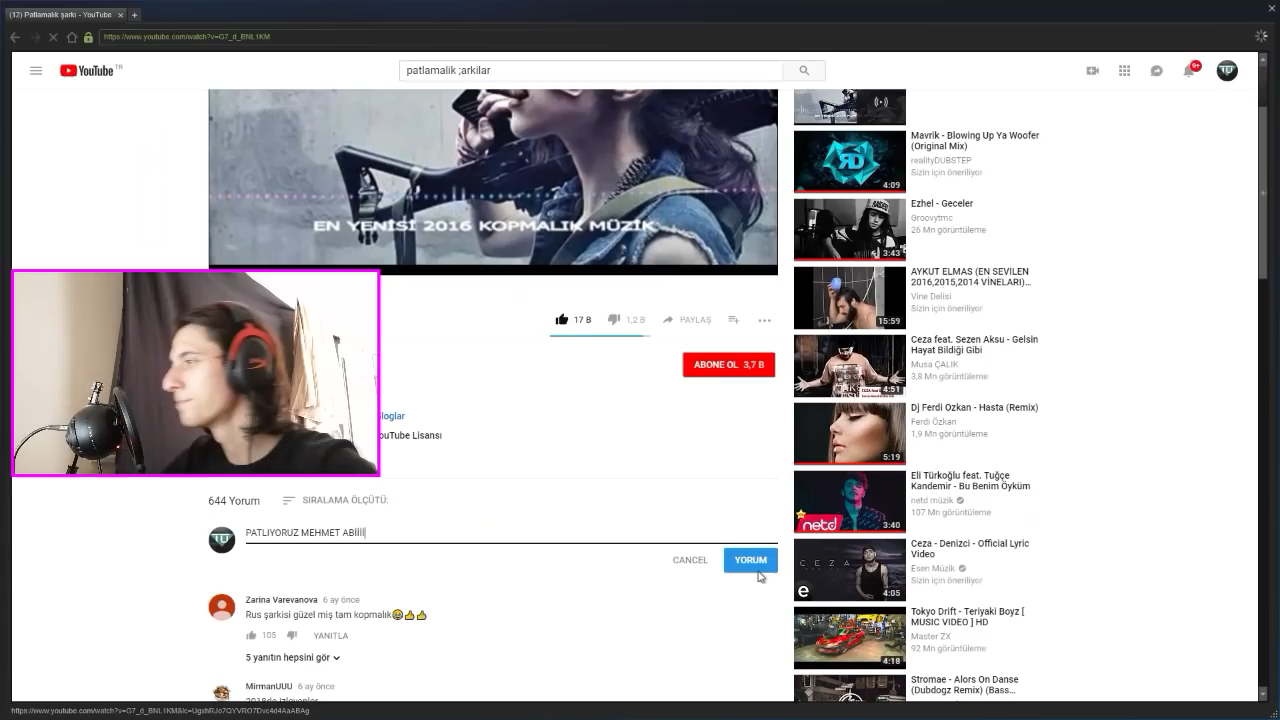 (12) Patlamalık şarkı - YouTube
https://www.youtube.com/watch?v=G7_d_BNL1KM
YouTube TR
patlamalik ;arkilar
9+
EN YENİSİ 2016 KOPMALIK MÜZİK
17 B
1,2 B
PAYLAŞ
ABONE OL 3,7 B
bloglar
ouTube Lisansı
644 Yorum
SIRALAMA ÖLÇÜTÜ:
PATLIYORUZ MEHMET ABİİİİ
CANCEL
YORUM
Zarina Varevanova 6 ay önce
Rus şarkisi güzel miş tam kopmalık😂👍👍
105
YANITLA
5 yanıtın hepsini gör
MirmanUUU 6 ay önce
2018de izleyenler
Mavrik - Blowing Up Ya Woofer
(Original Mix)
realityDUBSTEP
Sizin için öneriliyor
4:09
Ezhel - Geceler
Groovytmc
26 Mn görüntüleme
3:43
AYKUT ELMAS (EN SEVİLEN
2016,2015,2014 VİNELARI)...
Vine Delisi
Sizin için öneriliyor
15:59
Ceza feat. Sezen Aksu - Gelsin
Hayat Bildiği Gibi
Musa ÇALIK
3,8 Mn görüntüleme
4:51
Dj Ferdi Özkan - Hasta (Remix)
Ferdi Özkan
1,9 Mn görüntüleme
5:19
Eli Türkoğlu feat. Tuğçe
Kandemir - Bu Benim Öyküm
netd müzik
107 Mn görüntüleme
netd
3:40
Ceza - Denizci - Official Lyric
Video
Esen Müzik
Sizin için öneriliyor
CEZA
e
4:05
Tokyo Drift - Teriyaki Boyz [
MUSIC VIDEO ] HD
Master ZX
92 Mn görüntüleme
4:18
Stromae - Alors On Danse
(Dubdogz Remix) (Bass...